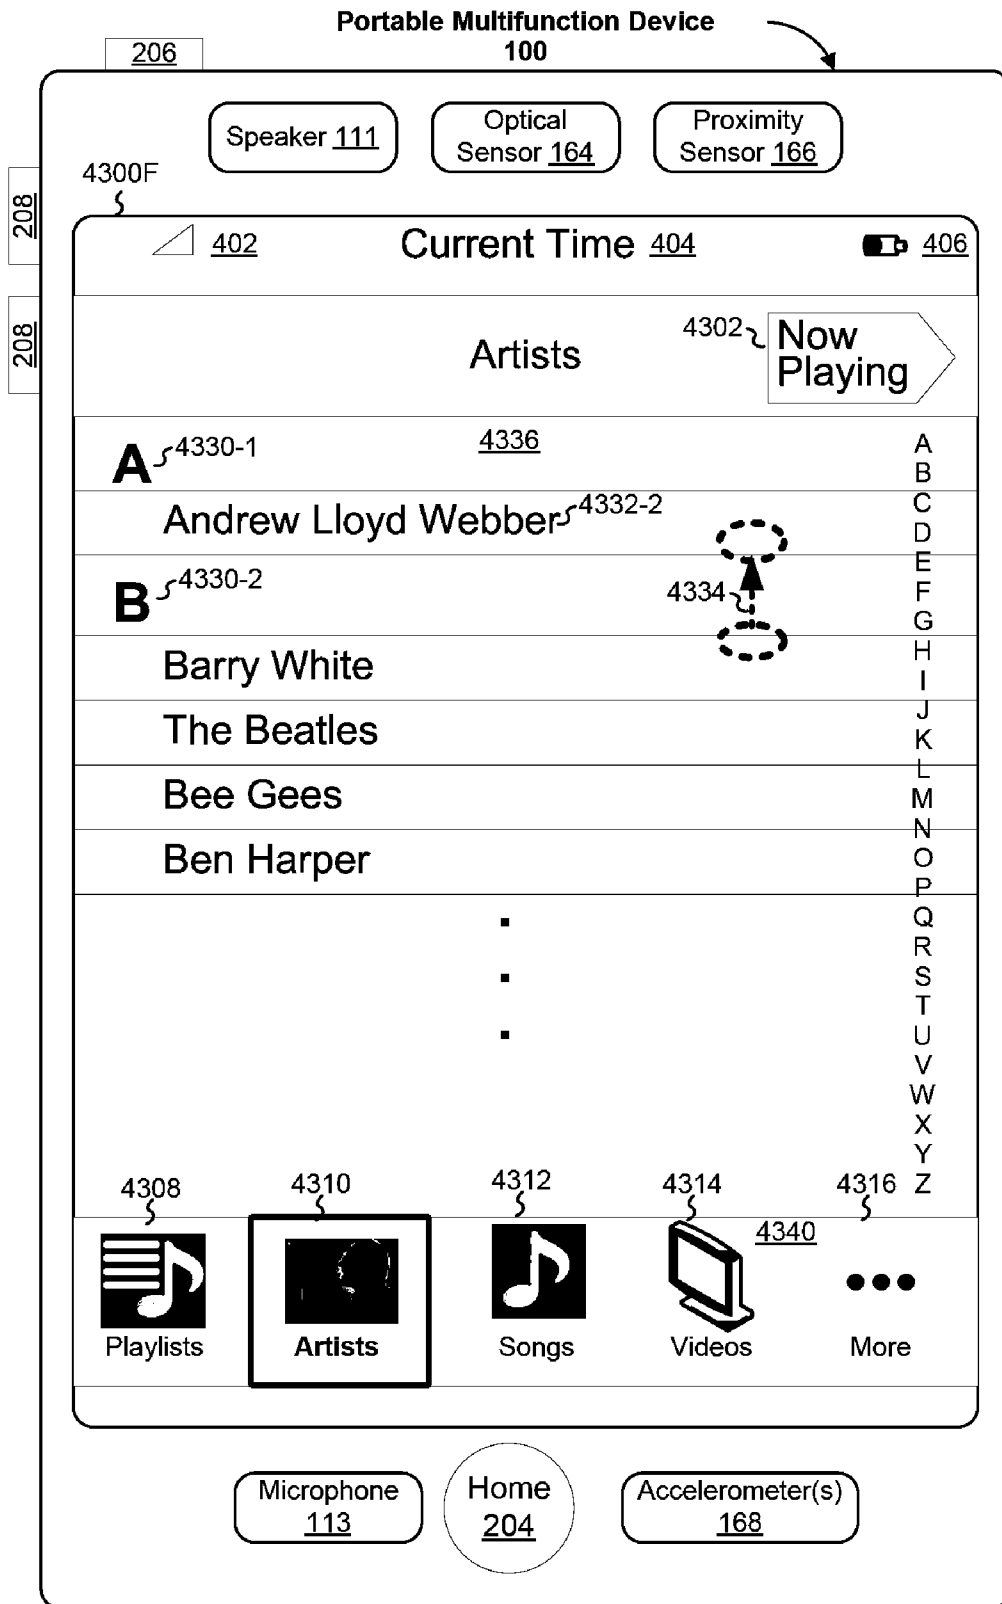 Portable Multifunction Device
100
206
Speaker 111
Optical
Sensor 164
Proximity
Sensor 166
4300F
208
208
402
Current Time 404
406
Artists
4302
Now
Playing
A
4330-1
4336
Andrew Lloyd Webber
4332-2
B
4330-2
4334
Barry White
The Beatles
Bee Gees
Ben Harper
A
B
C
D
E
F
G
H
I
J
K
L
M
N
O
P
Q
R
S
T
U
V
W
X
Y
Z
4308
4310
4312
4314
4316
4340
Playlists
Artists
Songs
Videos
More
Microphone
113
Home
204
Accelerometer(s)
168